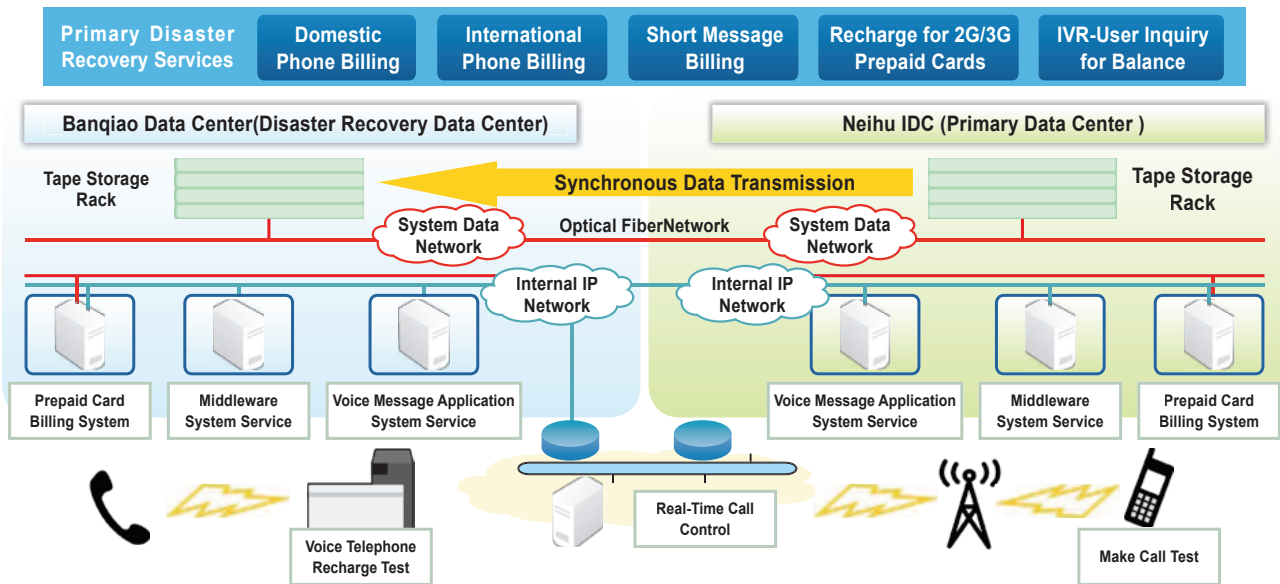 Primary Disaster
Recovery Services
Domestic
Phone Billing
International
Phone Billing
Short Message
Billing
Recharge for 2G/3G
Prepaid Cards
IVR-User Inquiry
for Balance
Banqiao Data Center(Disaster Recovery Data Center)
Neihu IDC (Primary Data Center )
Tape Storage
Rack
Synchronous Data Transmission
Tape Storage
Rack
System Data
Network
Optical FiberNetwork
System Data
Network
Internal IP
Network
Internal IP
Network
Prepaid Card
Billing System
Middleware
System Service
Voice Message Application
System Service
Voice Message Application
System Service
Middleware
System Service
Prepaid Card
Billing System
Voice Telephone
Recharge Test
Real-Time Call
Control
Make Call Test